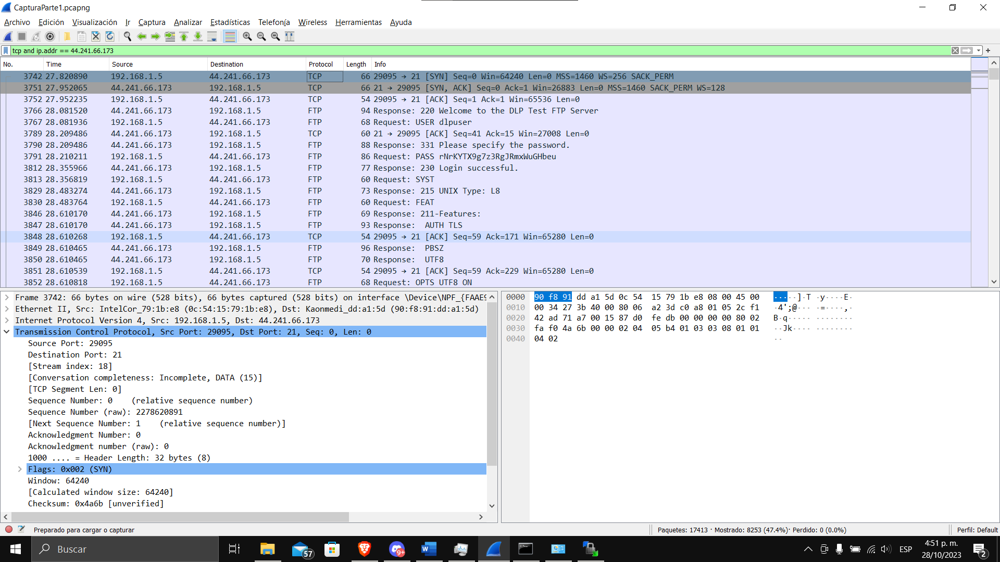 CapturaParte1.pcapng
Archivo Edición Visualización Ir Captura Analizar Estadísticas Telefonía Wireless Herramientas Ayuda
tcp and ip.addr == 44.241.66.173
No. Time Source Destination Protocol Length Info
3742 27.820890 192.168.1.5 44.241.66.173 TCP 66 29095 → 21 [SYN] Seq=0 Win=64240 Len=0 MSS=1460 WS=256 SACK_PERM
3751 27.952065 44.241.66.173 192.168.1.5 TCP 66 21 → 29095 [SYN, ACK] Seq=0 Ack=1 Win=26883 Len=0 MSS=1460 SACK_PERM WS=128
3752 27.952235 192.168.1.5 44.241.66.173 TCP 54 29095 → 21 [ACK] Seq=1 Ack=1 Win=65536 Len=0
3766 28.081520 44.241.66.173 192.168.1.5 FTP 94 Response: 220 Welcome to the DLP Test FTP Server
3767 28.081936 192.168.1.5 44.241.66.173 FTP 68 Request: USER dlpuser
3789 28.209486 44.241.66.173 192.168.1.5 TCP 60 21 → 29095 [ACK] Seq=41 Ack=15 Win=27008 Len=0
3790 28.209486 44.241.66.173 192.168.1.5 FTP 88 Response: 331 Please specify the password.
3791 28.210211 192.168.1.5 44.241.66.173 FTP 86 Request: PASS rNrKYTX9g7z3RgJRmxWuGHbeu
3812 28.355966 44.241.66.173 192.168.1.5 FTP 77 Response: 230 Login successful.
3813 28.356819 192.168.1.5 44.241.66.173 FTP 60 Request: SYST
3829 28.483274 44.241.66.173 192.168.1.5 FTP 73 Response: 215 UNIX Type: L8
3830 28.483764 192.168.1.5 44.241.66.173 FTP 60 Request: FEAT
3846 28.610170 44.241.66.173 192.168.1.5 FTP 69 Response: 211-Features:
3847 28.610170 44.241.66.173 192.168.1.5 FTP 93 Response: AUTH TLS
3848 28.610268 192.168.1.5 44.241.66.173 TCP 54 29095 → 21 [ACK] Seq=59 Ack=171 Win=65280 Len=0
3849 28.610465 44.241.66.173 192.168.1.5 FTP 96 Response: PBSZ
3850 28.610465 44.241.66.173 192.168.1.5 FTP 70 Response: UTF8
3851 28.610539 192.168.1.5 44.241.66.173 TCP 54 29095 → 21 [ACK] Seq=59 Ack=229 Win=65280 Len=0
3852 28.610818 192.168.1.5 44.241.66.173 FTP 68 Request: OPTS UTF8 ON
Frame 3742: 66 bytes on wire (528 bits), 66 bytes captured (528 bits) on interface \Device\NPF_{FAAE9
Ethernet II, Src: IntelCor_79:1b:e8 (0c:54:15:79:1b:e8), Dst: Kaonmedi_dd:a1:5d (90:f8:91:dd:a1:5d)
Internet Protocol Version 4, Src: 192.168.1.5, Dst: 44.241.66.173
Transmission Control Protocol, Src Port: 29095, Dst Port: 21, Seq: 0, Len: 0
Source Port: 29095
Destination Port: 21
[Stream index: 18]
[Conversation completeness: Incomplete, DATA (15)]
[TCP Segment Len: 0]
Sequence Number: 0 (relative sequence number)
Sequence Number (raw): 2278620891
[Next Sequence Number: 1 (relative sequence number)]
Acknowledgment Number: 0
Acknowledgment number (raw): 0
1000 .... = Header Length: 32 bytes (8)
Flags: 0x002 (SYN)
Window: 64240
[Calculated window size: 64240]
Checksum: 0x4a6b [unverified]
0000 90 f8 91 dd a1 5d 0c 54 15 79 1b e8 08 00 45 00 ·····]·T ·y····E·
0010 00 34 27 3b 40 00 80 06 a2 3d c0 a8 01 05 2c f1 ·4';@··· ·=····,·
0020 42 ad 71 a7 00 15 87 d0 fe db 00 00 00 00 80 02 B·q····· ········
0030 fa f0 4a 6b 00 00 02 04 05 b4 01 03 03 08 01 01 ··Jk···· ········
0040 04 02 ··
Preparado para cargar o capturar
Paquetes: 17413 · Mostrado: 8253 (47.4%)· Perdido: 0 (0.0%)
Perfil: Default
Buscar
57
9+
W
ESP
4:51 p. m.
28/10/2023
2